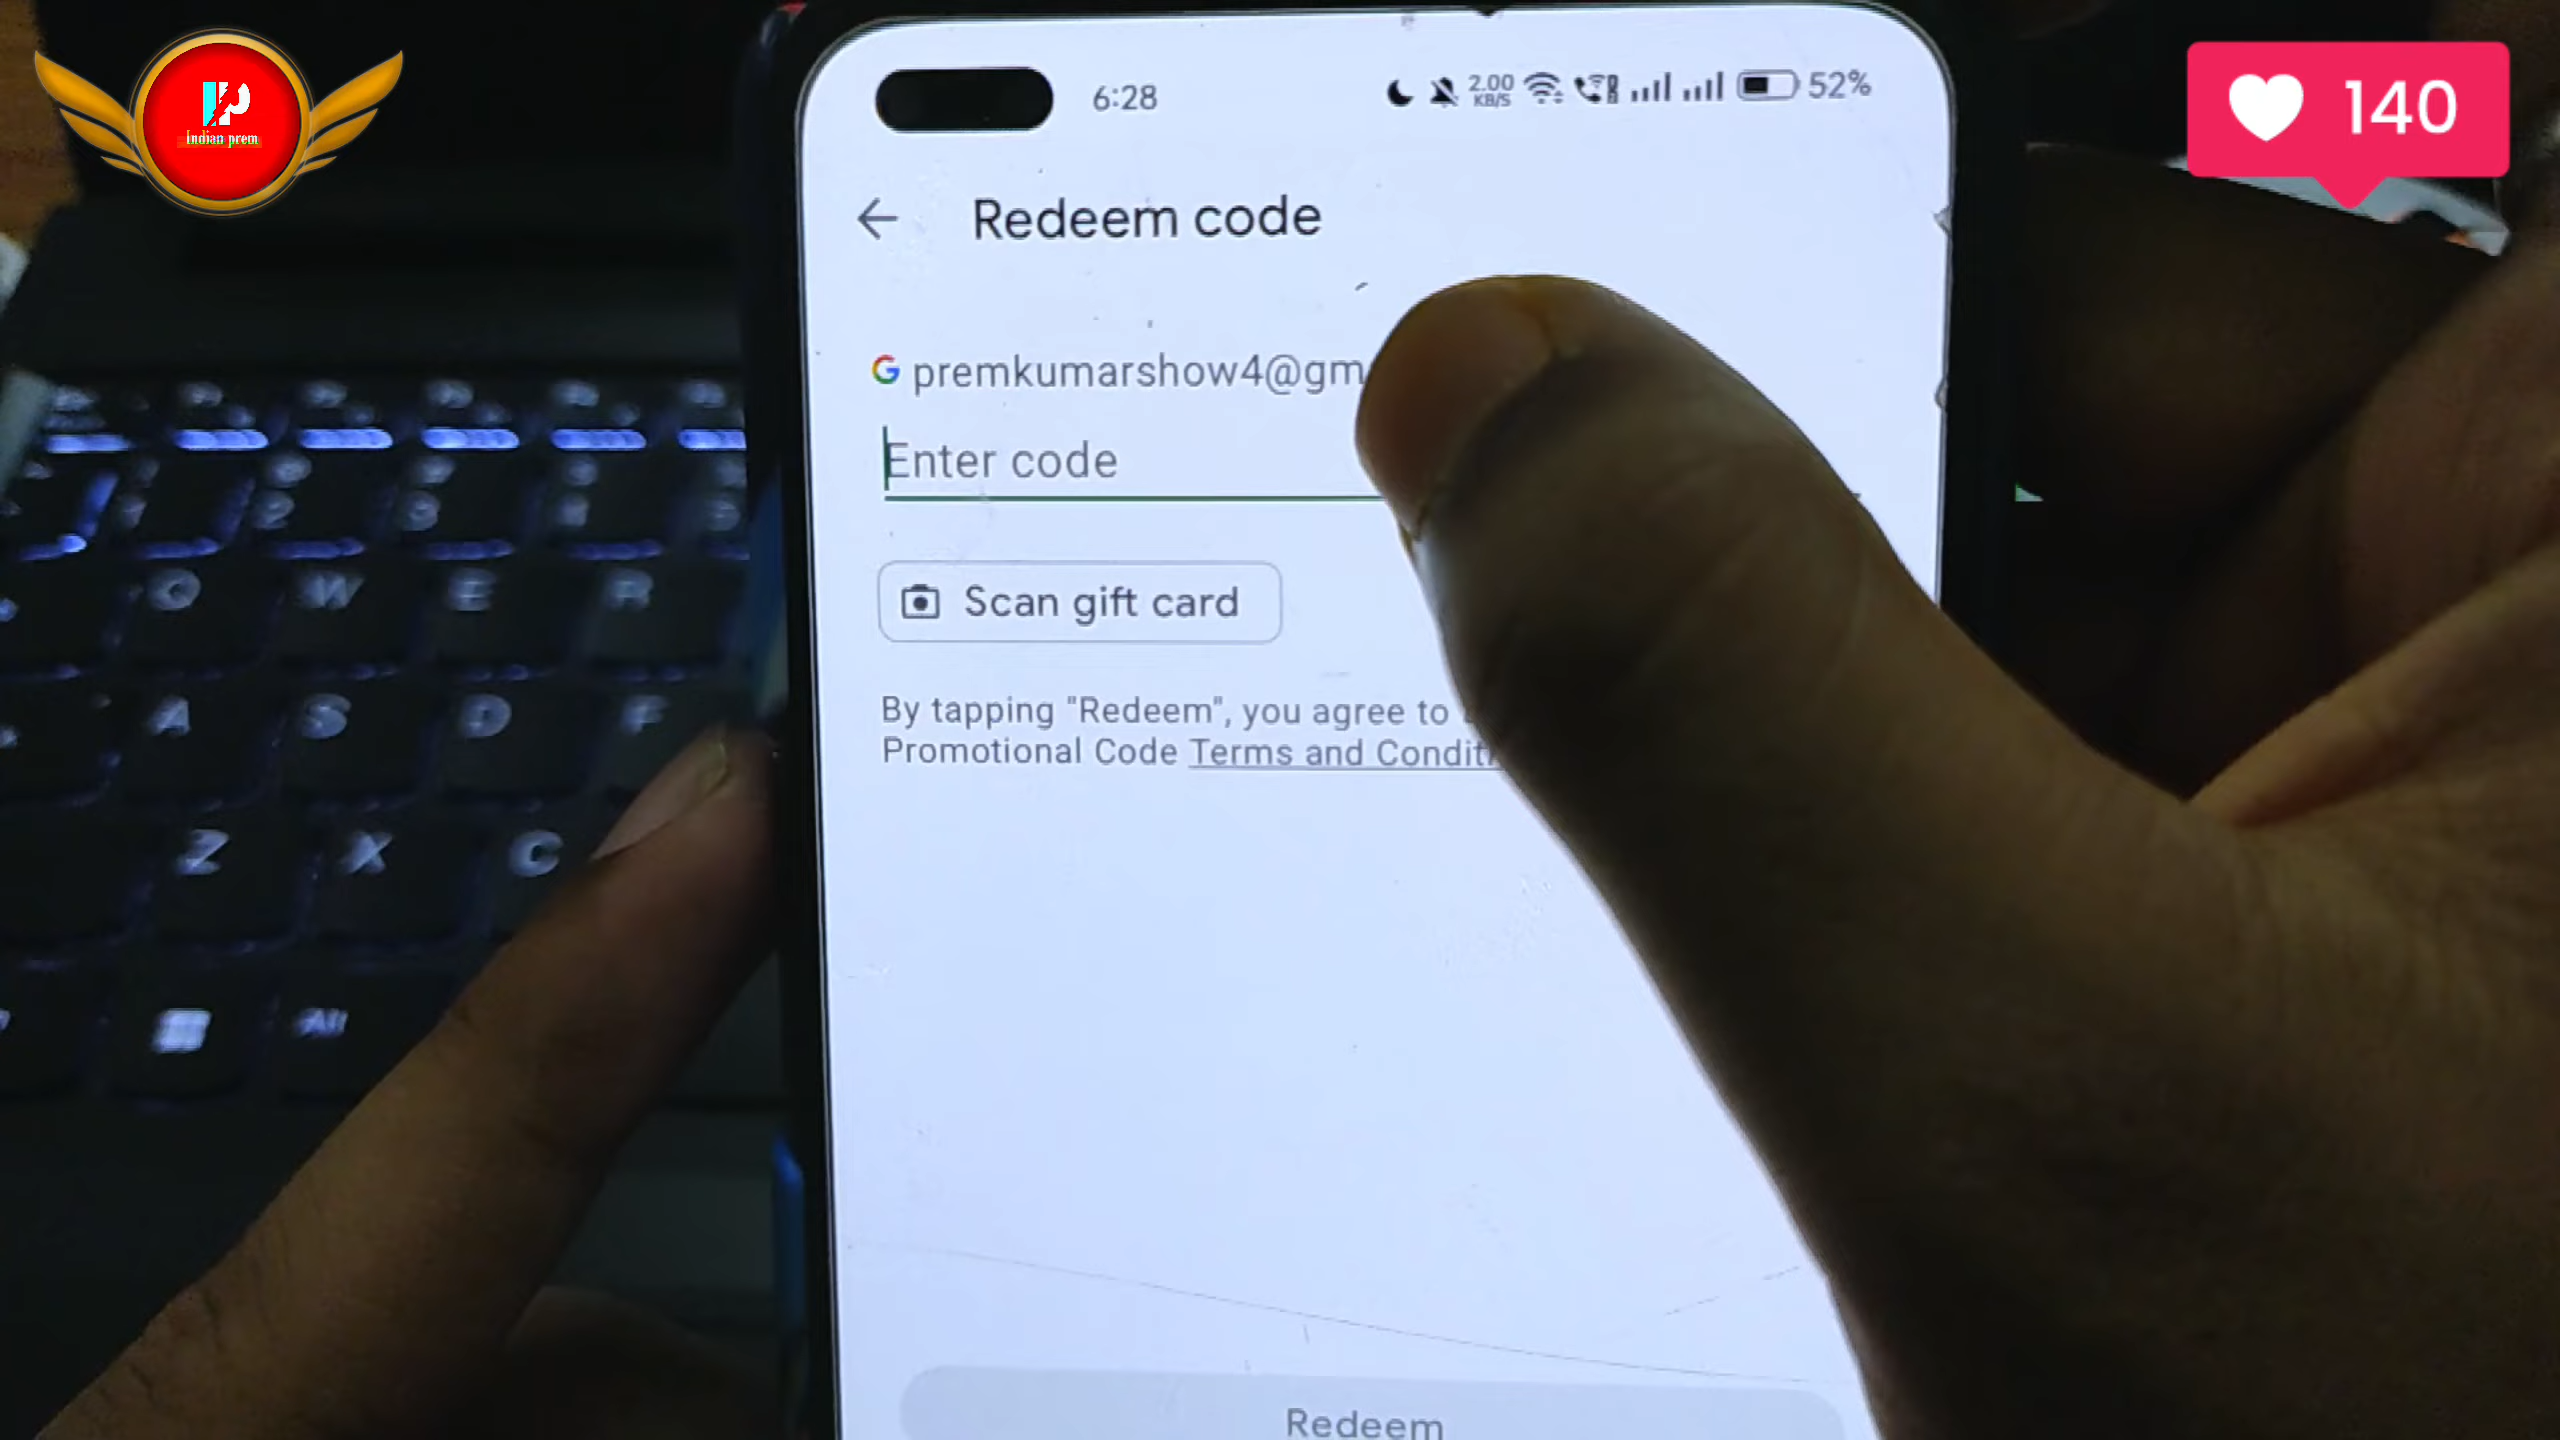 IP
Indian prem
140
6:28
2.00
KB/S
52%
Redeem code
G premkumarshow4@gm
Enter code
Scan gift card
By tapping "Redeem", you agree to
Promotional Code Terms and Condit
Redeem
Q W E R
A S D F
Z X C
Alt